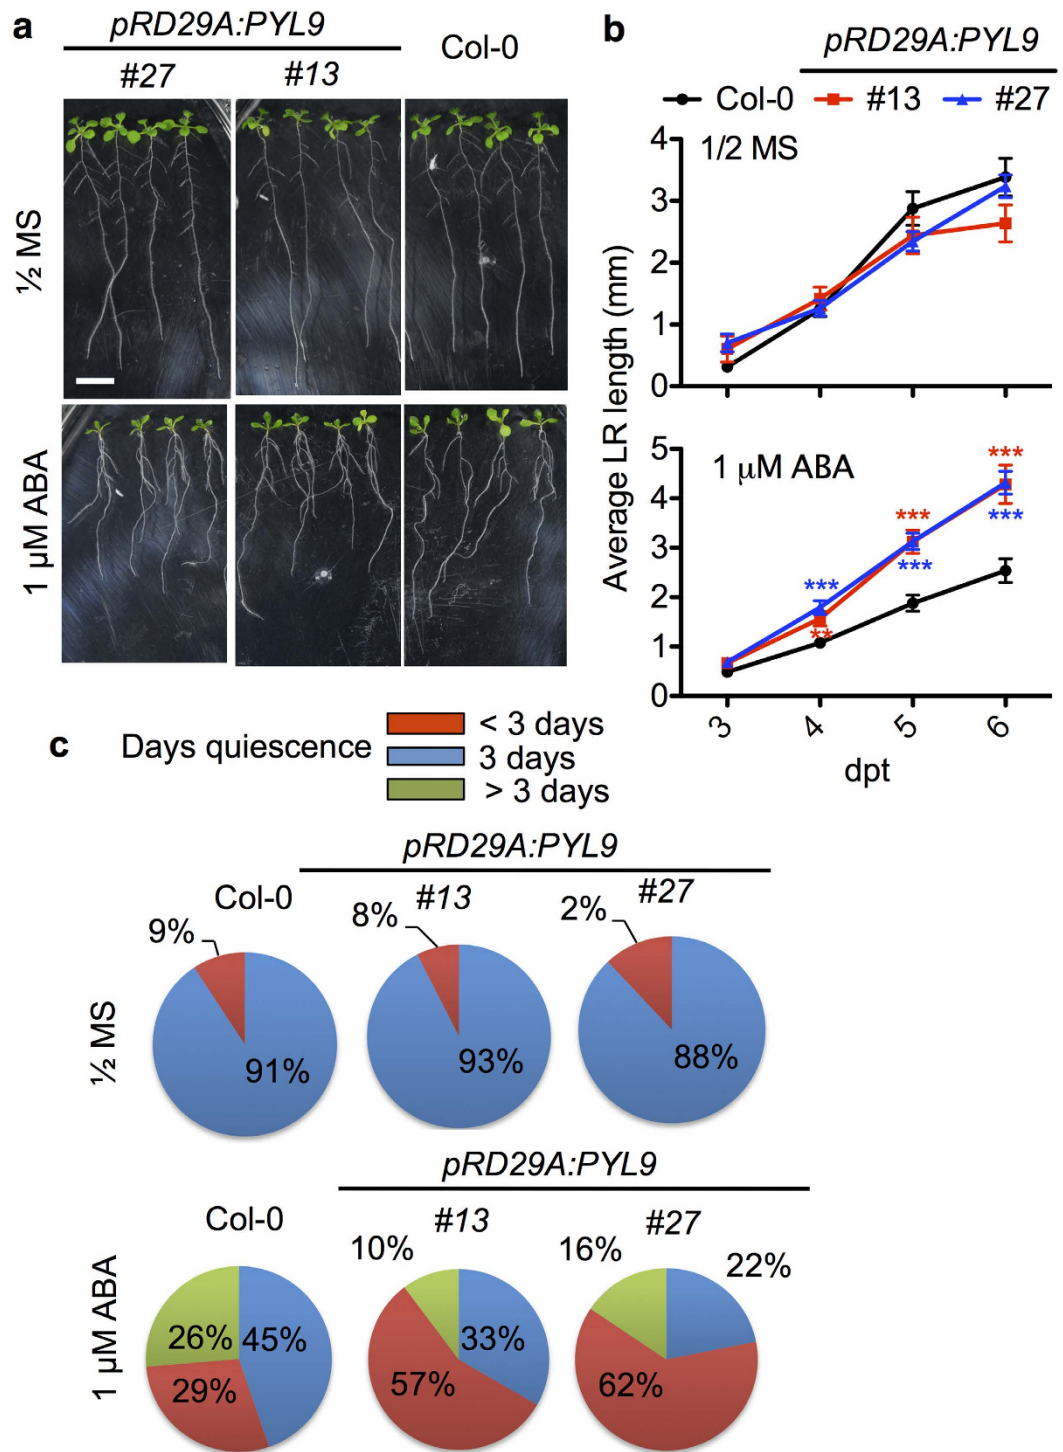 a
pRD29A:PYL9
Col-0
#27
#13
½ MS
1 µM ABA
b
pRD29A:PYL9
Col-0
#13
#27
1/2 MS
4
3
2
1
0
Average LR length (mm)
1 µM ABA
5
4
3
2
1
0
***
***
***
***
***
**
3
4
5
6
dpt
c
Days quiescence
< 3 days
3 days
> 3 days
pRD29A:PYL9
Col-0
#13
#27
½ MS
9%
91%
8%
93%
2%
88%
pRD29A:PYL9
Col-0
#13
#27
1 µM ABA
26%
45%
29%
10%
33%
57%
16%
22%
62%